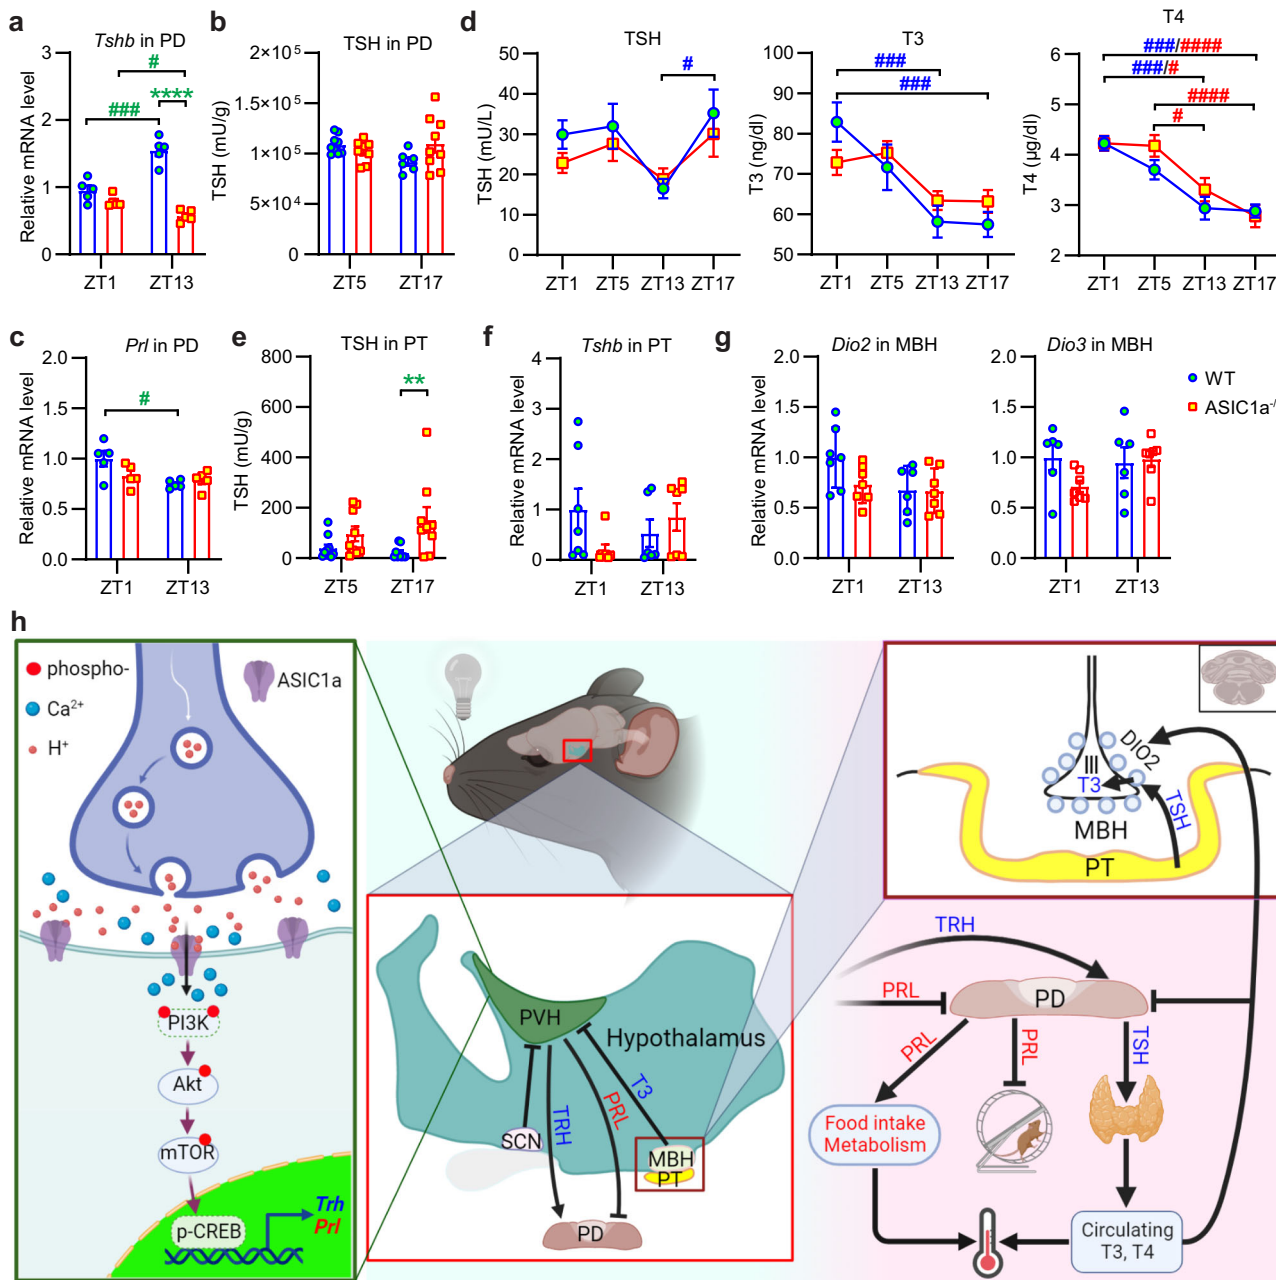 a
Tshb in PD
Relative mRNA level
3
2
1
0
#
****
###
ZT1
ZT13
b
TSH in PD
TSH (mU/g)
2×10⁵
1.5×10⁵
1×10⁵
5×10⁴
0
ZT5
ZT17
d
TSH
TSH (mU/L)
50
40
30
20
10
0
#
ZT1
ZT5
ZT13
ZT17
T3
T3 (ng/dl)
100
90
80
70
60
50
###
###
ZT1
ZT5
ZT13
ZT17
T4
T4 (µg/dl)
6
5
4
3
2
###/####
###/#
####
#
ZT1
ZT5
ZT13
ZT17
c
Prl in PD
Relative mRNA level
2.0
1.5
1.0
0.5
0.0
#
ZT1
ZT13
e
TSH in PT
TSH (mU/g)
800
600
400
200
0
**
ZT5
ZT17
f
Tshb in PT
Relative mRNA level
4
3
2
1
0
ZT1
ZT13
g
Dio2 in MBH
Relative mRNA level
2.0
1.5
1.0
0.5
0.0
ZT1
ZT13
Dio3 in MBH
2.0
1.5
1.0
0.5
0.0
ZT1
ZT13
WT
ASIC1a-/
h
phospho-
Ca²⁺
H⁺
ASIC1a
PI3K
Akt
mTOR
p-CREB
Trh
Prl
PVH
Hypothalamus
SCN
TRH
PRL
T3
MBH
PT
PD
III
T3
DIO2
TSH
MBH
PT
TRH
PRL
PD
PRL
PRL
TSH
Food intake
Metabolism
Circulating
T3, T4